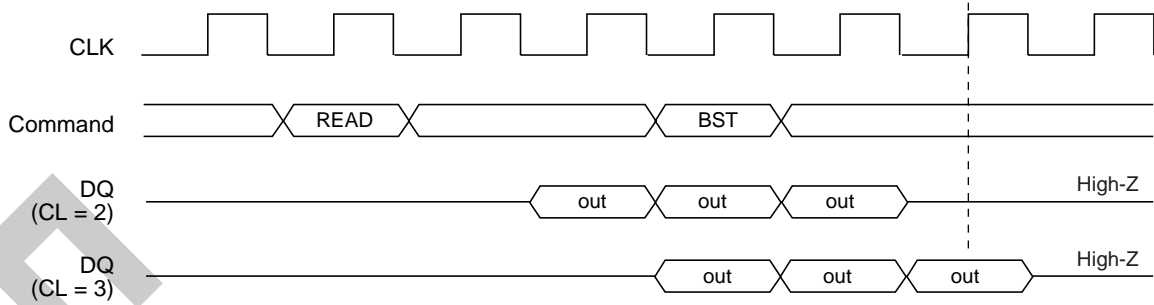 CLK
Command
READ
BST
DQ
(CL = 2)
out
out
out
High-Z
DQ
(CL = 3)
out
out
out
High-Z